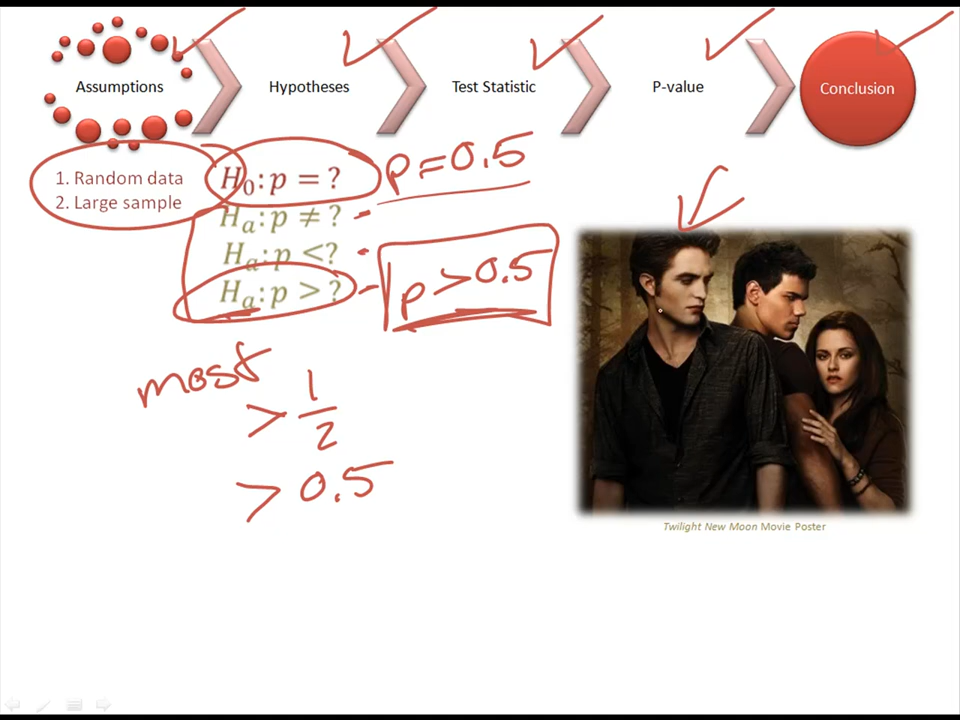 Assumptions
Hypotheses
Test Statistic
P-value
Conclusion
1. Random data
2. Large sample
H₀: p = ?
p = 0.5
Hₐ: p ≠ ?
Hₐ: p <?
Hₐ: p > ?
p > 0.5
most
> 1/2
> 0.5
Twilight New Moon Movie Poster